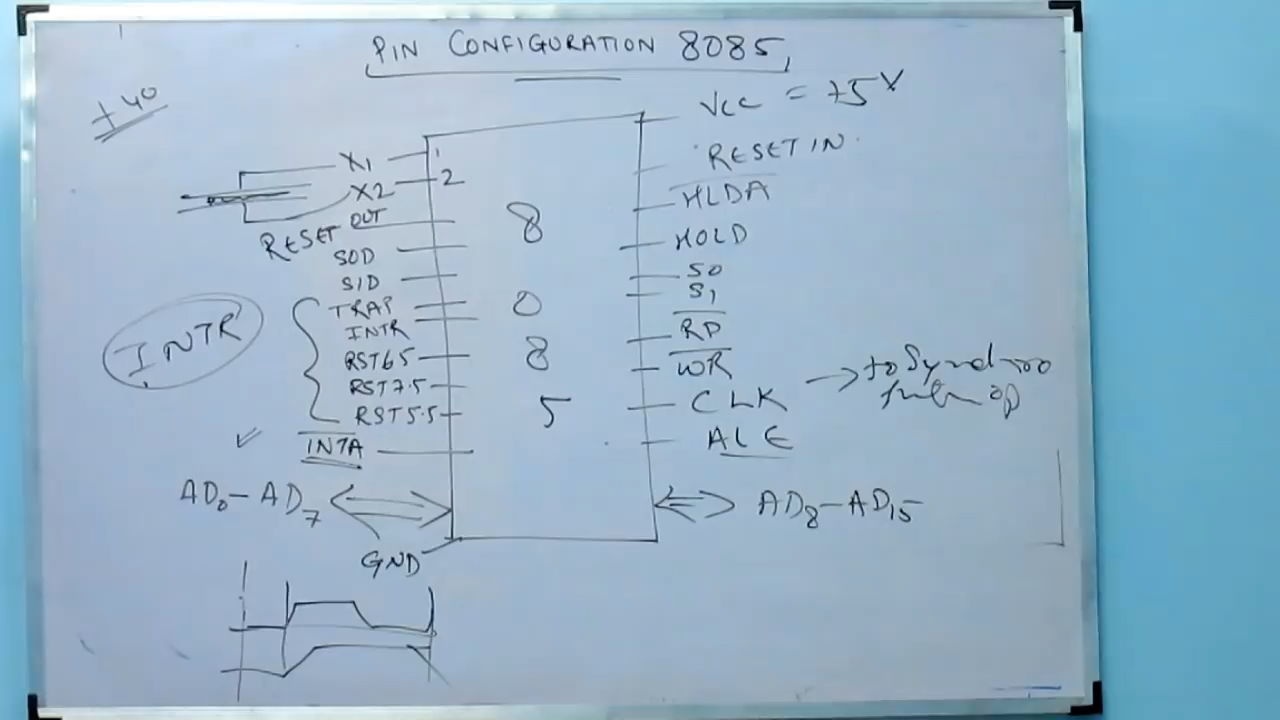 PIN CONFIGURATION 8085
+40
VCC = +5V
X1
1
RESET IN
X2
2
HLDA
RESET OUT
8
HOLD
SOD
S0
SID
S1
TRAP
0
INTR
INTR
RD
RST6.5
8
WR
RST7.5
CLK → to
RST5.5
5
ALE
INTA
AD0-AD7
AD8-AD15
GND